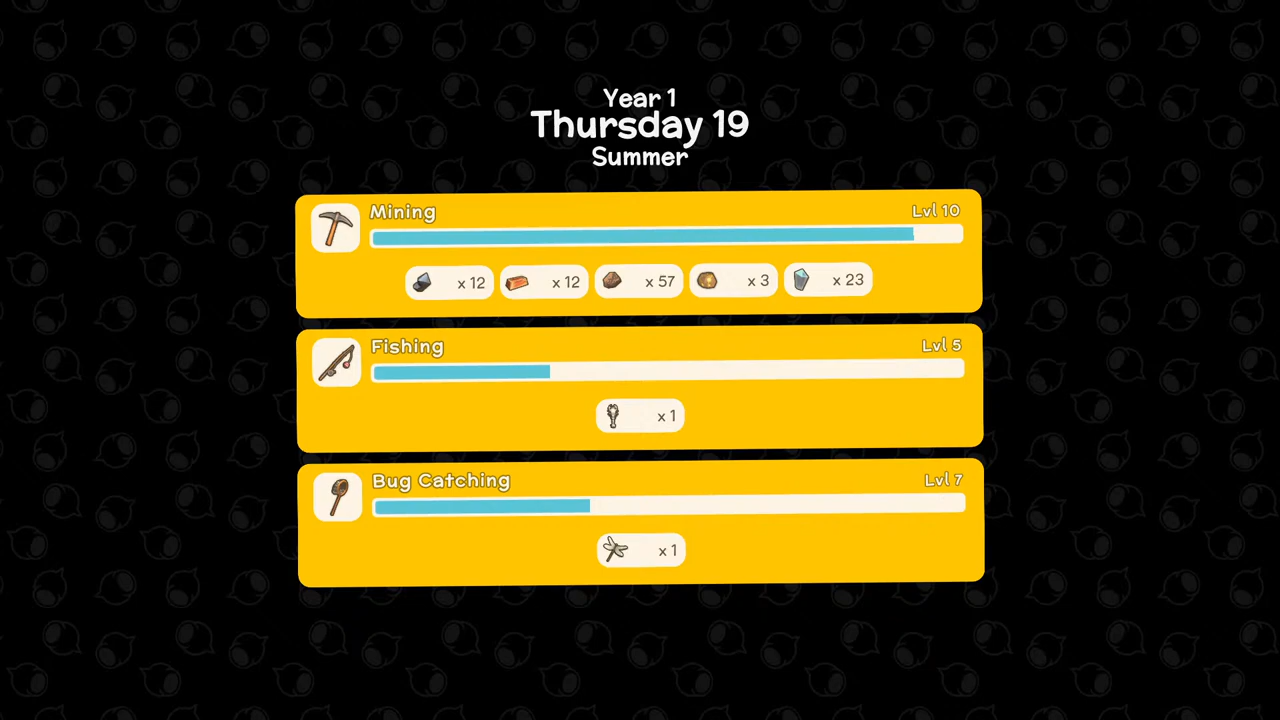 Year 1
Thursday 19
Summer
Mining
Lvl 10
x 12
x 12
x 57
x 3
x 23
Fishing
Lvl 5
x 1
Bug Catching
Lvl 7
x 1